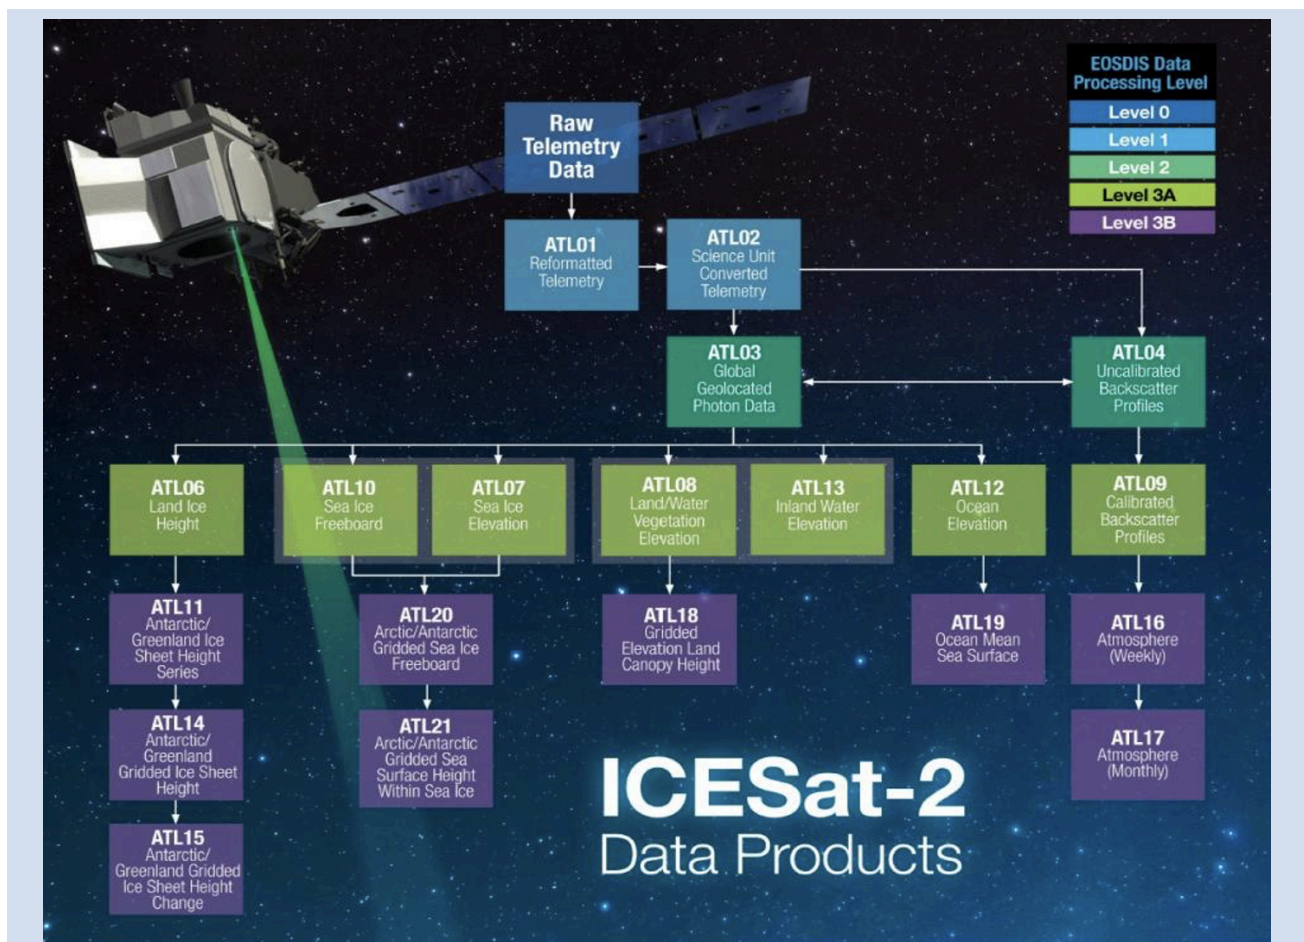 EOSDIS Data
Processing Level
Level 0
Level 1
Level 2
Level 3A
Level 3B
Raw
Telemetry
Data
ATL01
Reformatted
Telemetry
ATL02
Science Unit
Converted
Telemetry
ATL03
Global
Geolocated
Photon Data
ATL04
Uncalibrated
Backscatter
Profiles
ATL06
Land Ice
Height
ATL10
Sea Ice
Freeboard
ATL07
Sea Ice
Elevation
ATL08
Land/Water
Vegetation
Elevation
ATL13
Inland Water
Elevation
ATL12
Ocean
Elevation
ATL09
Calibrated
Backscatter
Profiles
ATL11
Antarctic/
Greenland Ice
Sheet Height
Series
ATL20
Arctic/Antarctic
Gridded Sea Ice
Freeboard
ATL18
Gridded
Elevation Land
Canopy Height
ATL19
Ocean Mean
Sea Surface
ATL16
Atmosphere
(Weekly)
ATL14
Antarctic/
Greenland
Gridded Ice Sheet
Height
ATL21
Arctic/Antarctic
Gridded Sea
Surface Height
Within Sea Ice
ATL17
Atmosphere
(Monthly)
ATL15
Antarctic/
Greenland Gridded
Ice Sheet Height
Change
ICESat-2
Data Products